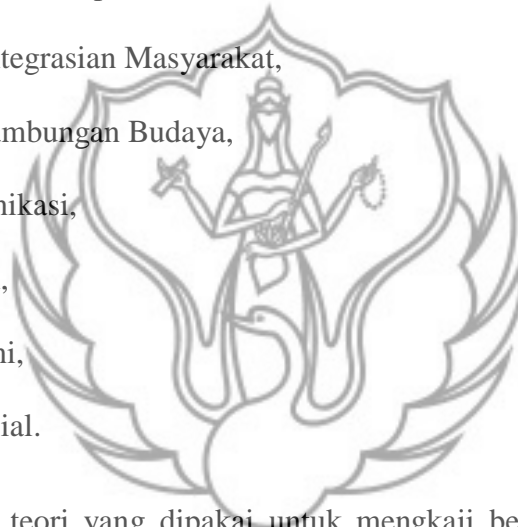 tegrasian Masyarakat,
ambungan Budaya,
nikasi,
ni,
ial.
teori yang dipakai untuk mengkaji be